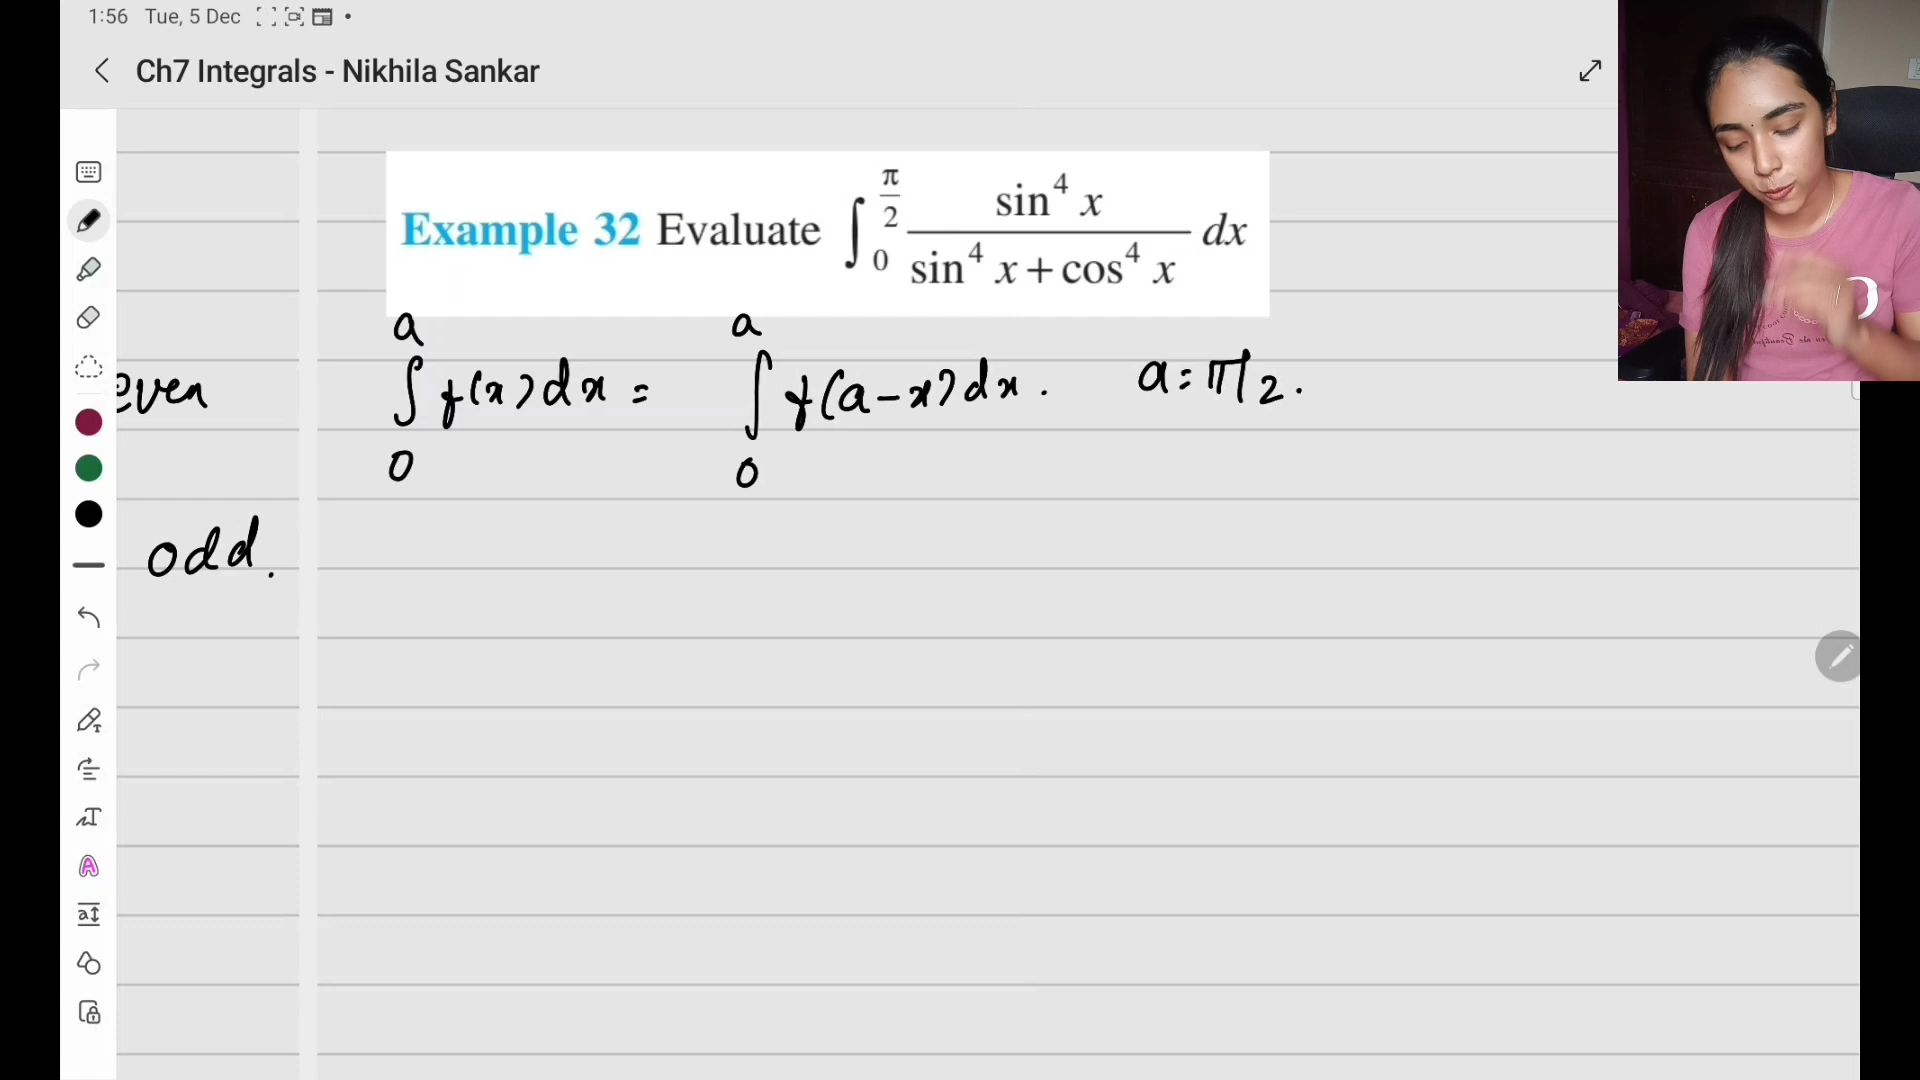 1:56 Tue, 5 Dec
Ch7 Integrals - Nikhila Sankar
Example 32 Evaluate ∫₀^(π/2) sin⁴ x / (sin⁴ x + cos⁴ x) dx
even
∫₀^a f(x)dx = ∫₀^a f(a-x)dx. a=π/2.
odd.